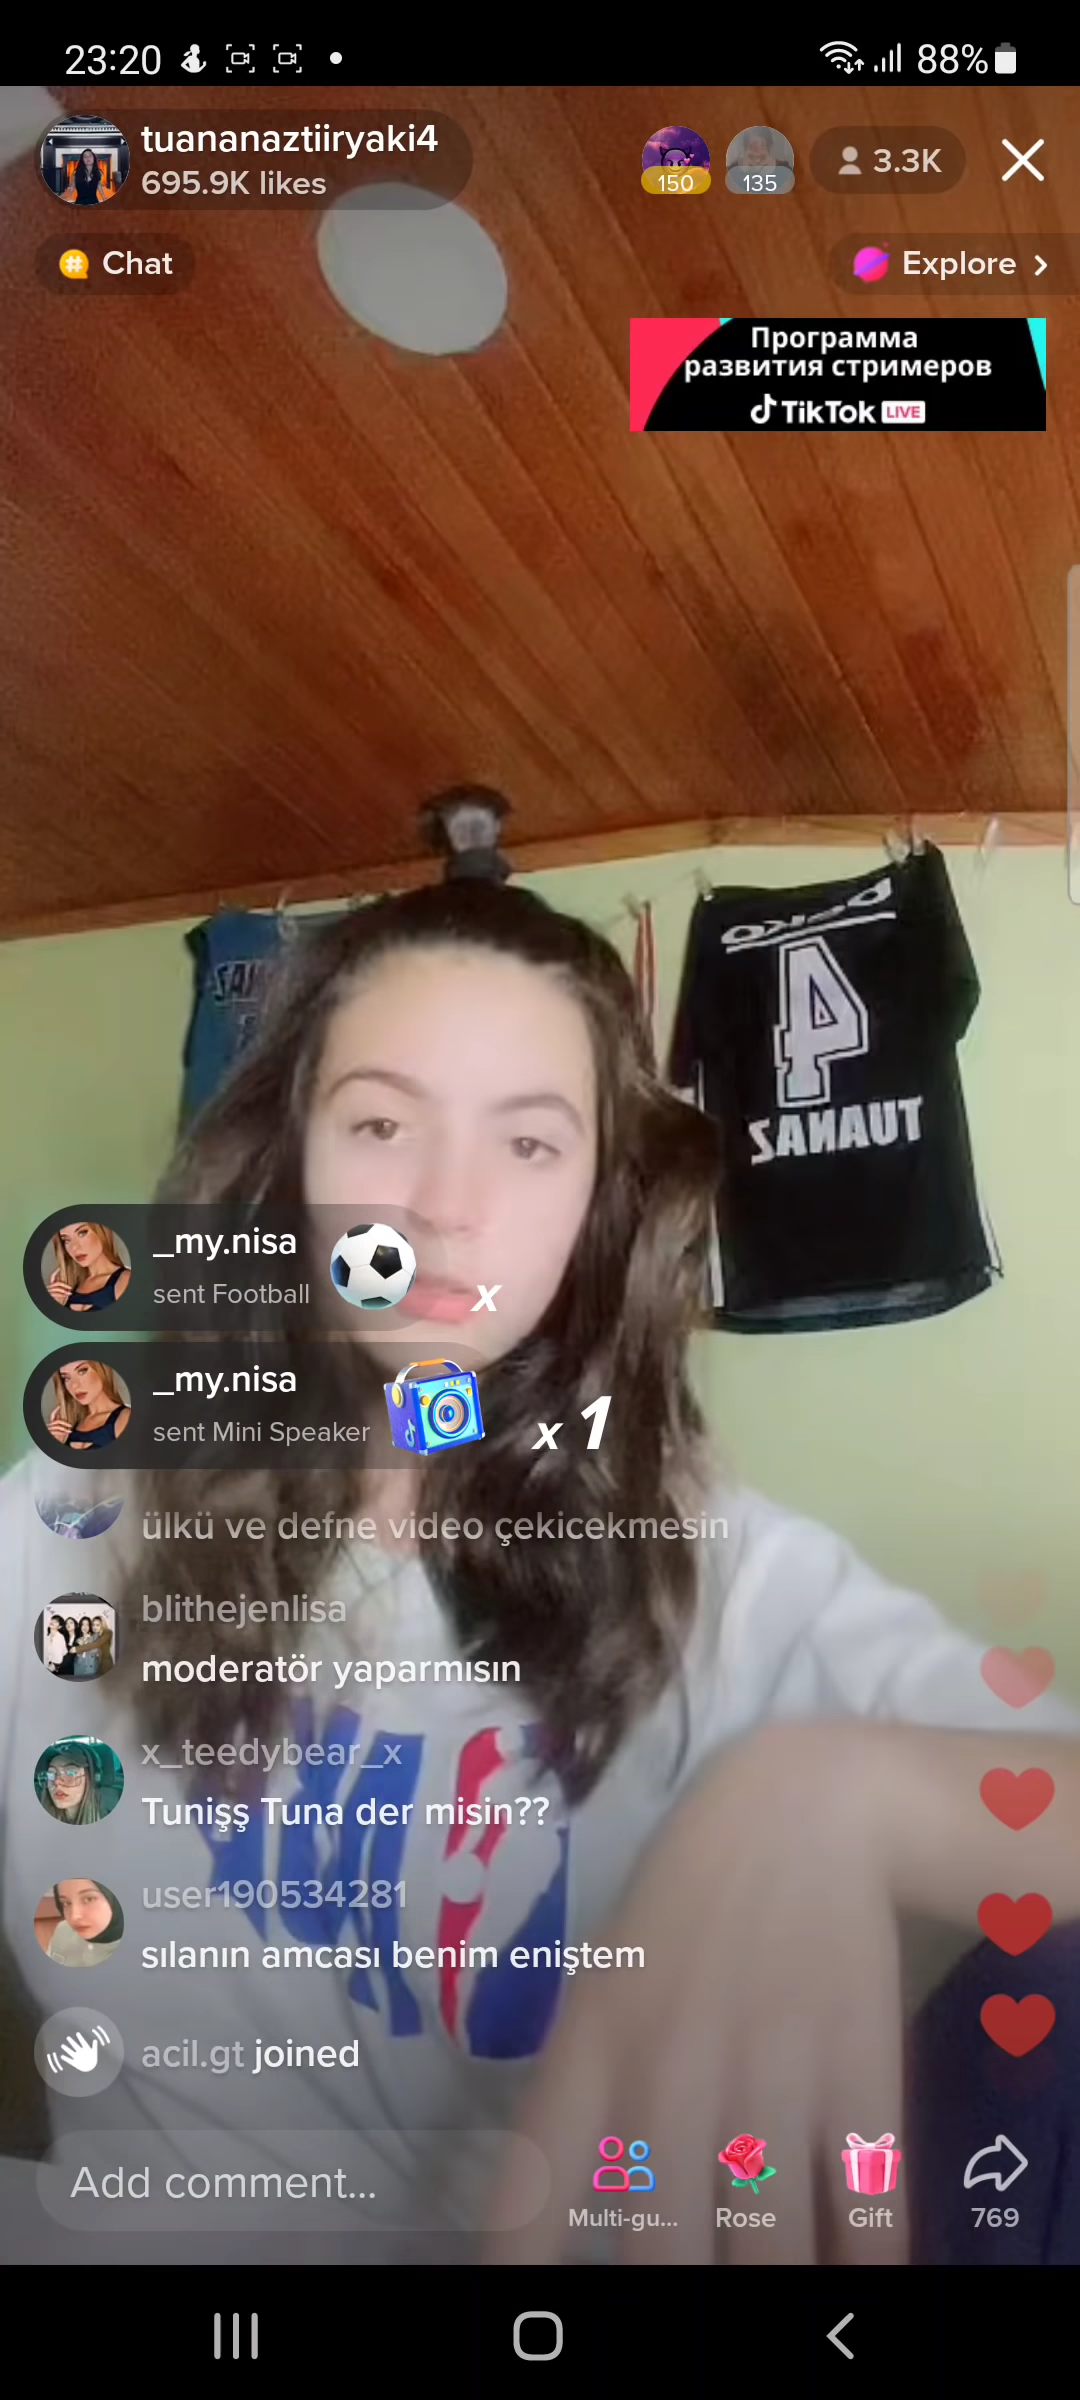 23:20
88%
tuananaztiiryaki4
695.9K likes
150
135
3.3K
Chat
Explore
Программа
развития стримеров
TikTok LIVE
beko
4
TUANAZ
_my.nisa
sent Football
x
_my.nisa
sent Mini Speaker
x 1
ülkü ve defne video çekicekmesin
blithejenlisa
moderatör yaparmısın
x_teedybear_x
Tunişş Tuna der misin??
user190534281
sılanın amcası benim eniştem
acil.gt joined
Add comment...
Multi-gu...
Rose
Gift
769